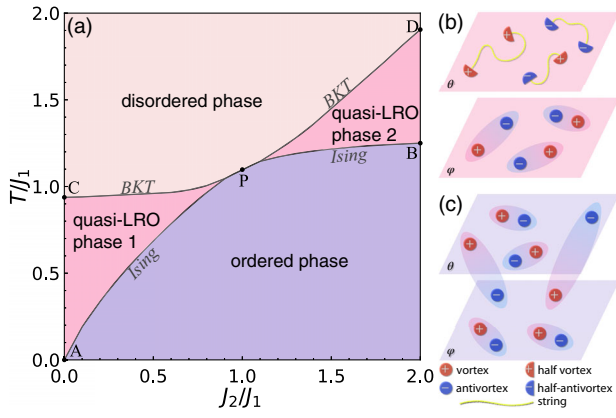 (a)
2.0
1.5
1.0
0.5
0.0
T/J₁
0.0 0.5 1.0 1.5 2.0
J₂/J₁
disordered phase
BKT
D
quasi-LRO
phase 2
B
Ising
C
BKT
P
quasi-LRO
phase 1
Ising
ordered phase
A
(b)
+ + − −
− +
θ
− − +
+ + −
φ
(c)
+ − −
+ − +
θ
− +
+ − + −
φ
+ vortex + half vortex
− antivortex − half-antivortex
string